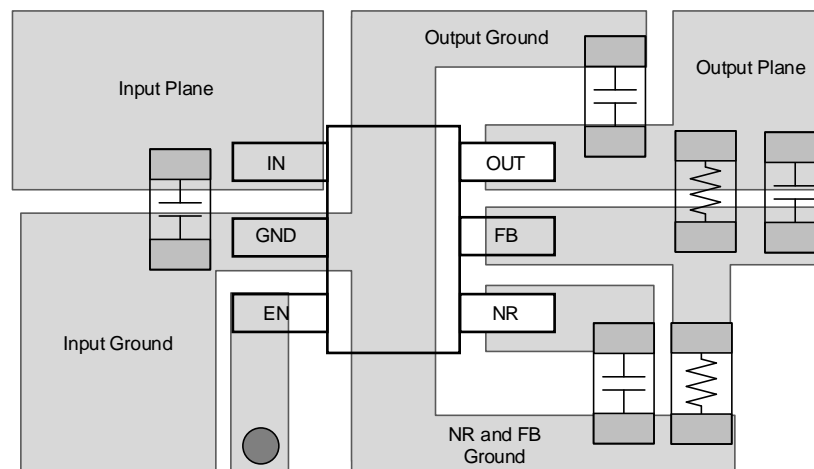 Output Ground
Input Plane
Output Plane
IN
OUT
GND
FB
EN
NR
Input Ground
NR and FB
Ground